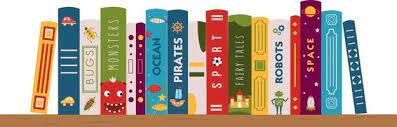 BUGS
MONSTERS
OCEAN
PIRATES
SPORT
FAIRY TALES
ROBOTS
SPACE